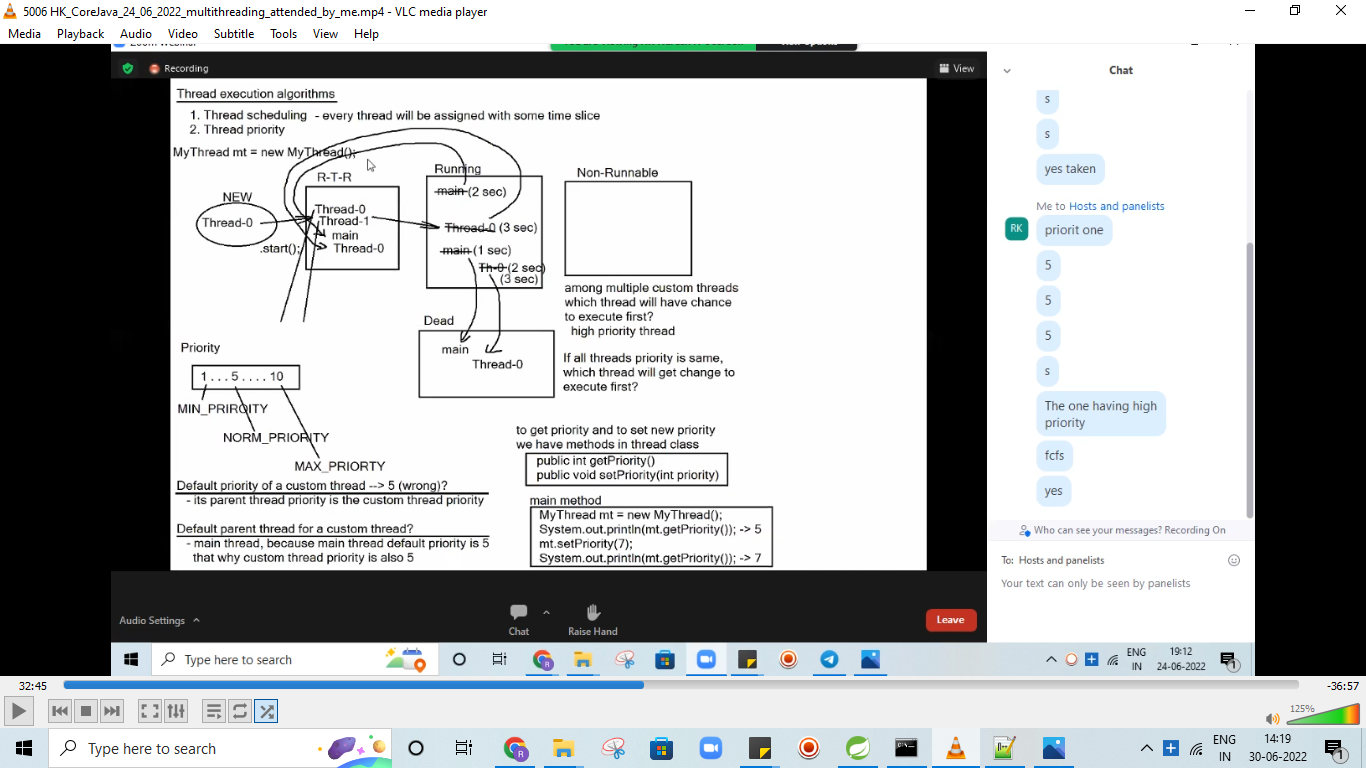 5006 HK_CoreJava_24_06_2022_multithreading_attended_by_me.mp4 - VLC media player
Media Playback Audio Video Subtitle Tools View Help
Zoom Webinar
Recording
View
Thread execution algorithms
1. Thread scheduling - every thread will be assigned with some time slice
2. Thread priority
MyThread mt = new MyThread();
R-T-R
Running
Non-Runnable
NEW
Thread-0
.start();
Thread-0
Thread-1
main
Thread-0
main (2 sec)
Thread-0 (3 sec)
main (1 sec)
Th-0 (2 sec)
(3 sec)
among multiple custom threads
which thread will have chance
to execute first?
high priority thread
Dead
main
Thread-0
If all threads priority is same,
which thread will get change to
execute first?
Priority
1 . . . 5 . . . . 10
MIN_PRIROITY
NORM_PRIORITY
MAX_PRIORTY
to get priority and to set new priority
we have methods in thread class
public int getPriority()
public void setPriority(int priority)
Default priority of a custom thread --> 5 (wrong)?
- its parent thread priority is the custom thread priority
Default parent thread for a custom thread?
- main thread, because main thread default priority is 5
that why custom thread priority is also 5
main method
MyThread mt = new MyThread();
System.out.println(mt.getPriority()); -> 5
mt.setPriority(7);
System.out.println(mt.getPriority()); -> 7
Chat
s
s
yes taken
Me to Hosts and panelists
RK
priorit one
5
5
5
s
The one having high
priority
fcfs
yes
Who can see your messages? Recording On
To: Hosts and panelists
Your text can only be seen by panelists
Audio Settings
Chat
Raise Hand
Leave
Type here to search
R
ENG
IN
19:12
24-06-2022
1
32:45
-36:57
125%
Type here to search
R
ENG
IN
14:19
30-06-2022
1